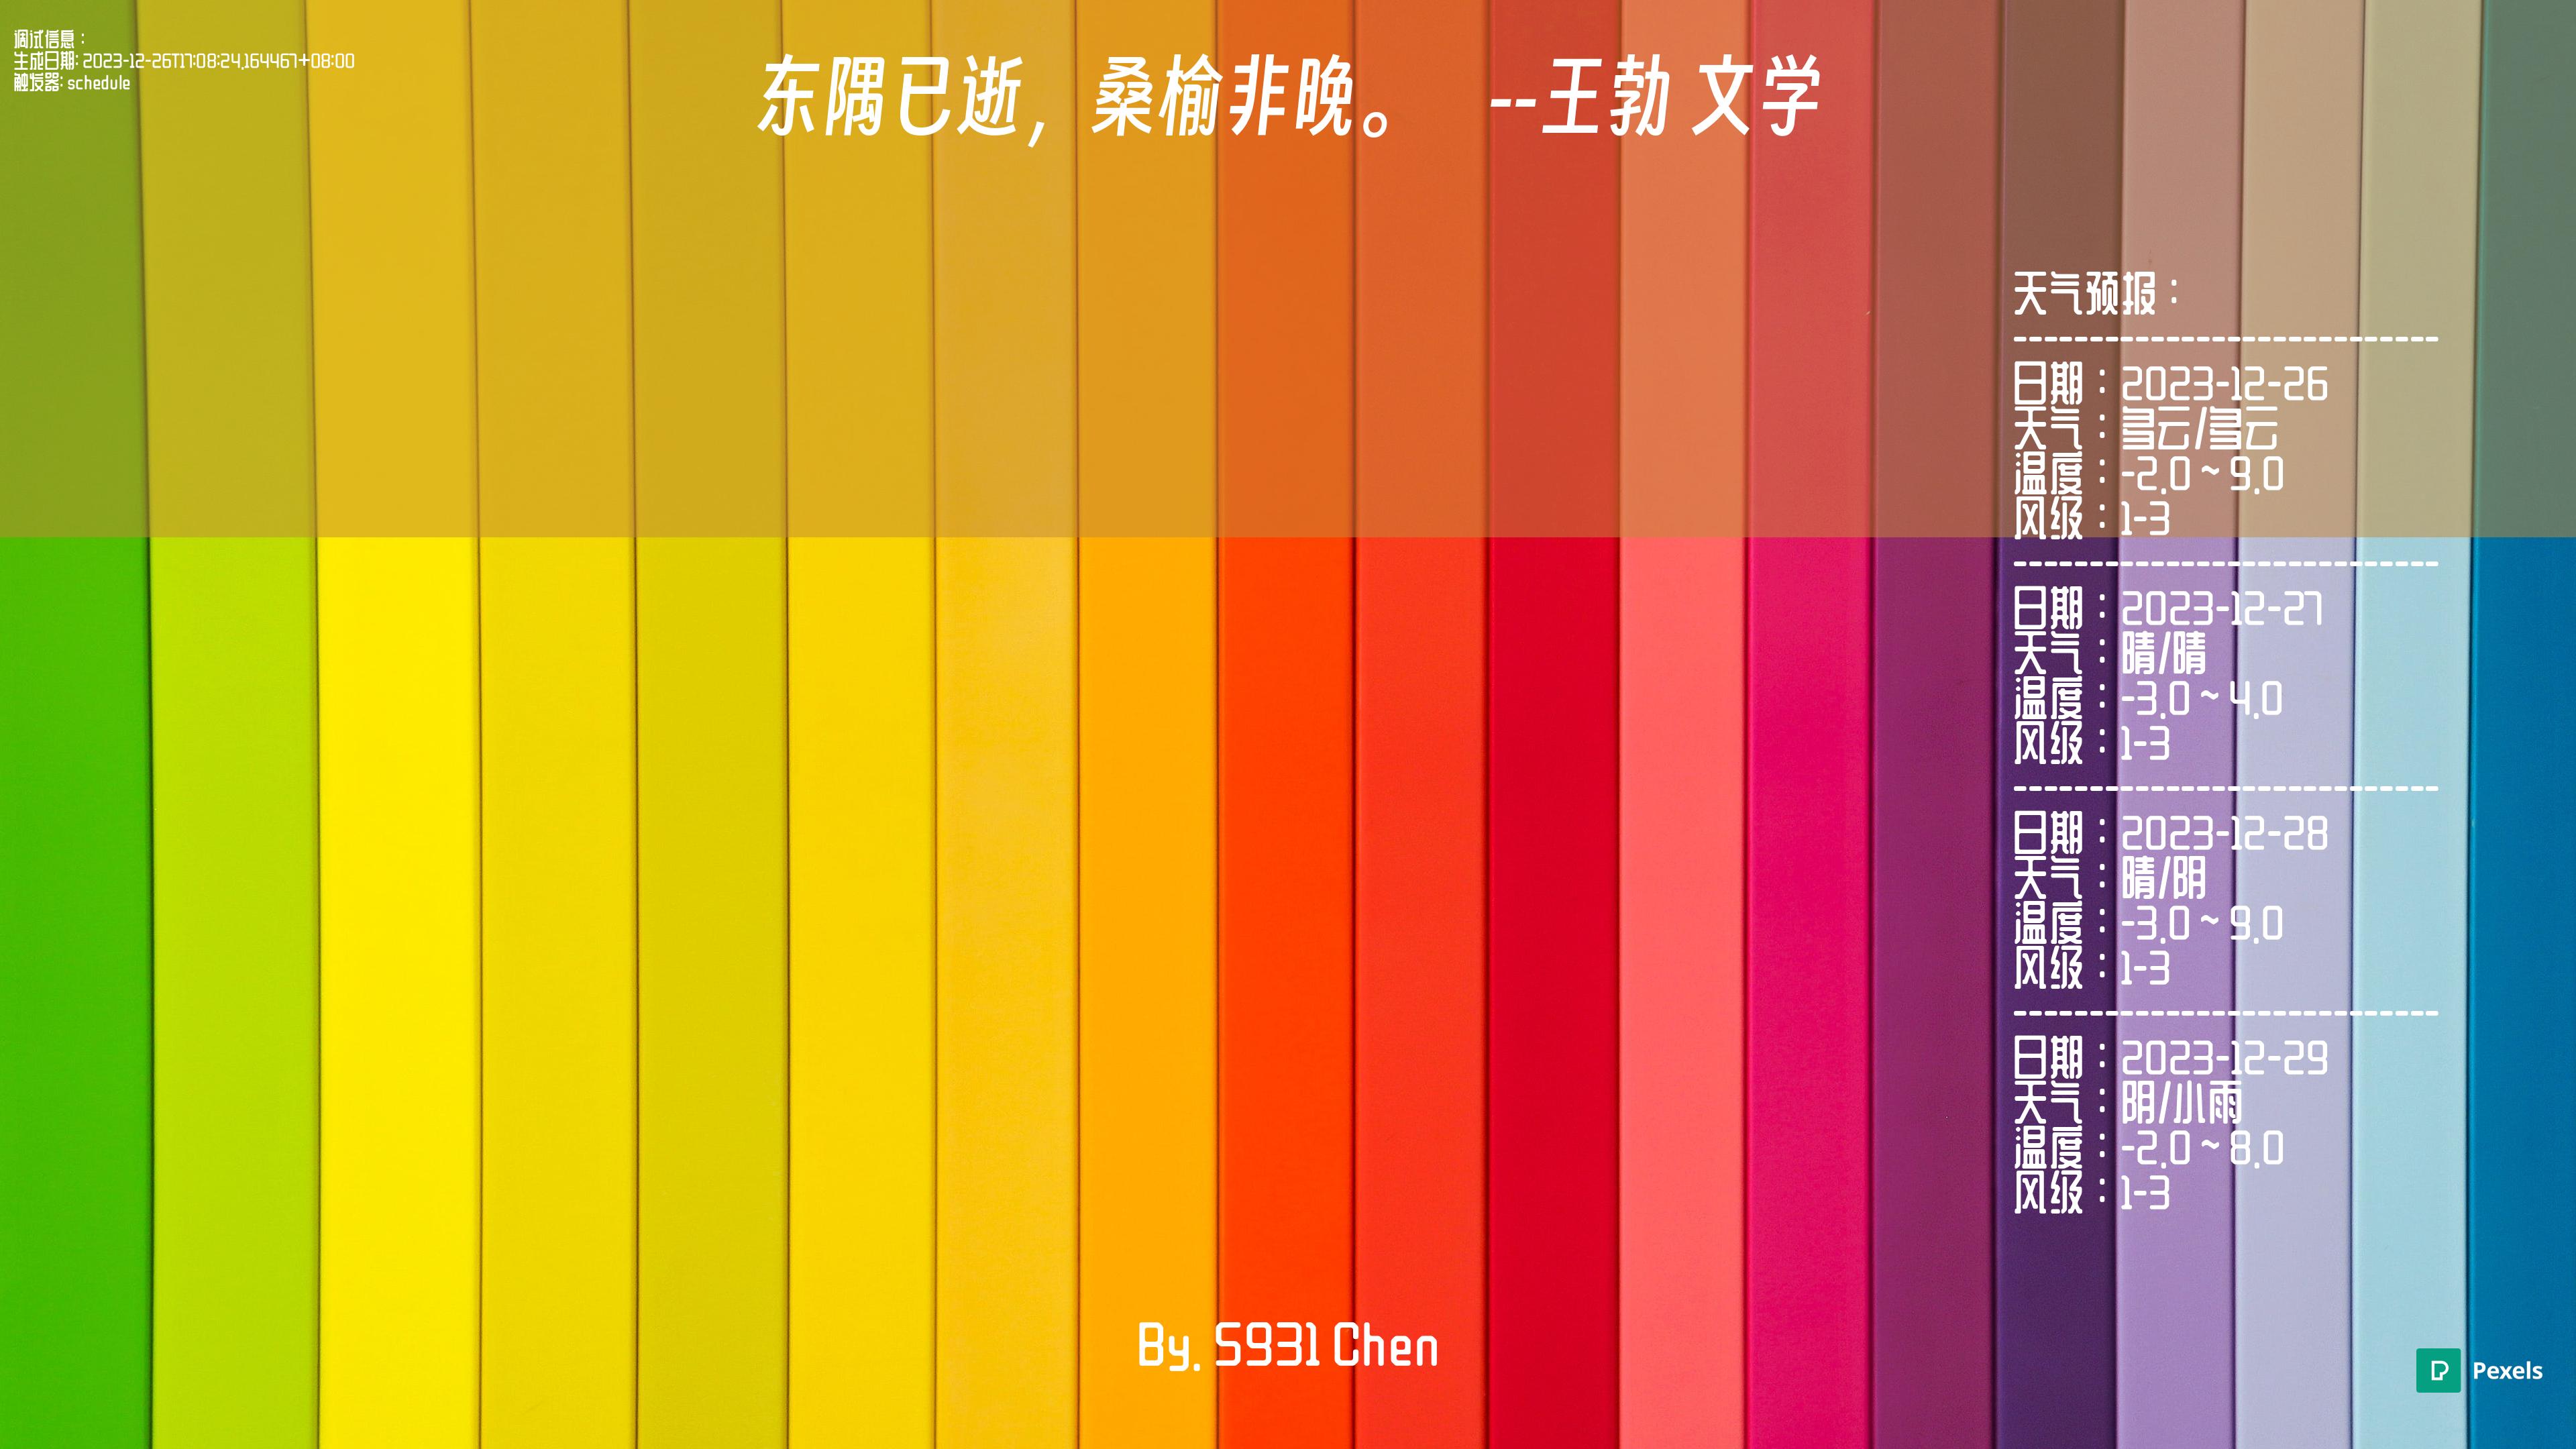 调试信息：
生成日期: 2023-12-26T17:08:24.164467+08:00
触发器: schedule
东隅已逝，桑榆非晚。 --王勃 文学
天气预报：
----------------------------
日期：2023-12-26
天气：多云/多云
温度：-2.0 ~ 9.0
风级：1-3
----------------------------
日期：2023-12-27
天气：晴/晴
温度：-3.0 ~ 4.0
风级：1-3
----------------------------
日期：2023-12-28
天气：晴/阴
温度：-3.0 ~ 9.0
风级：1-3
----------------------------
日期：2023-12-29
天气：阴/小雨
温度：-2.0 ~ 8.0
风级：1-3
By. S931 Chen
Pexels